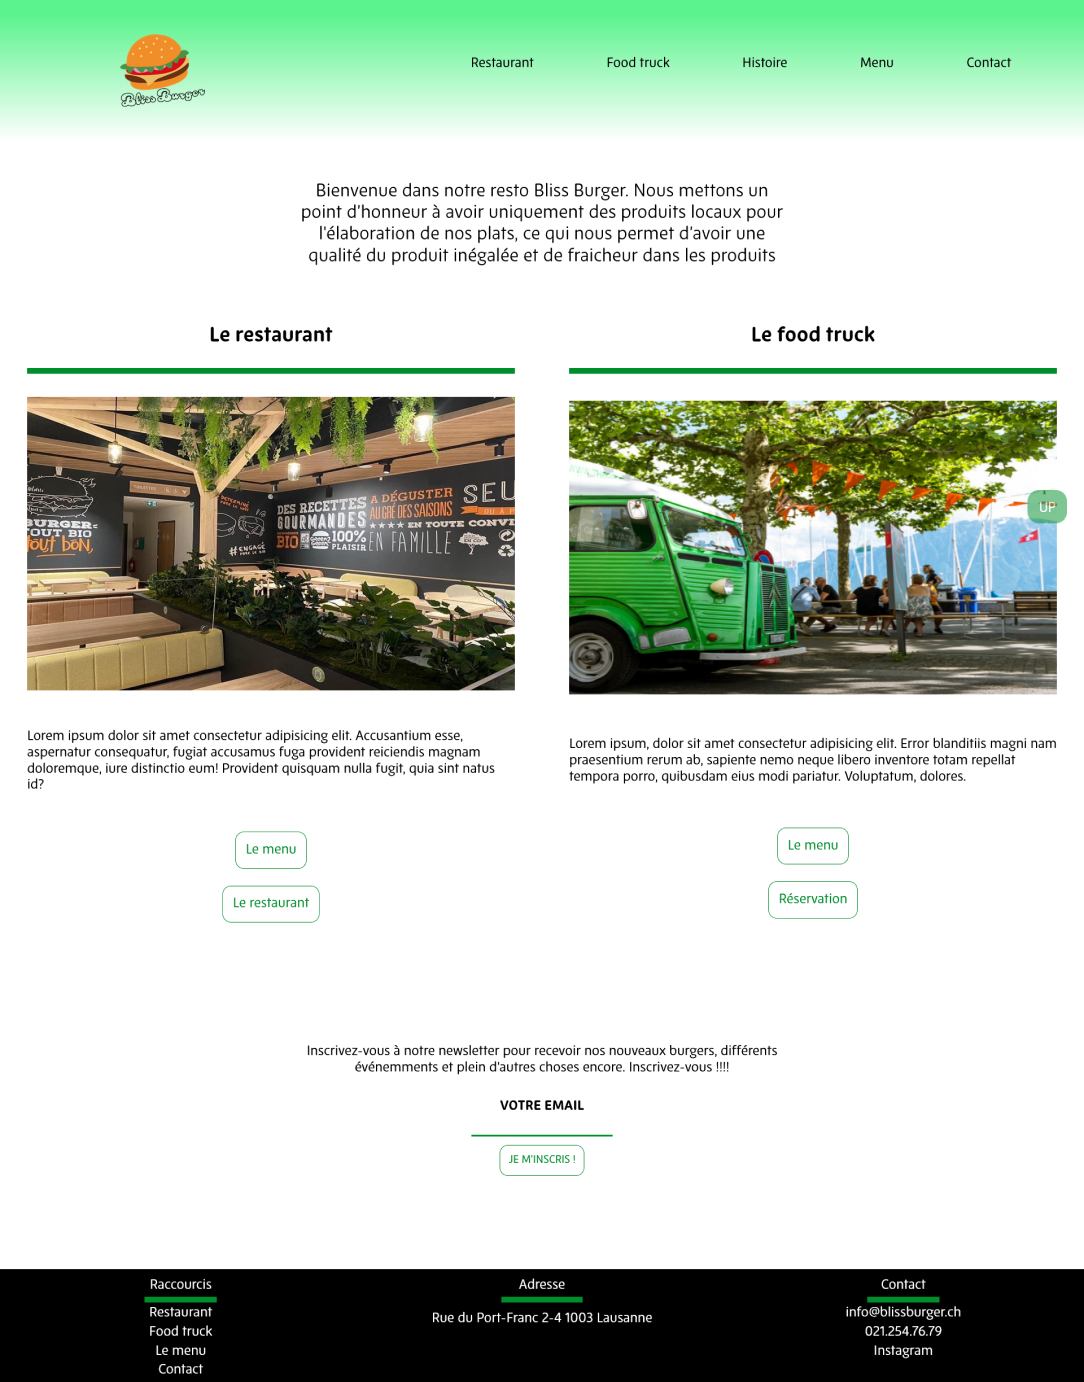 Bliss Burger
Restaurant
Food truck
Histoire
Menu
Contact
Bienvenue dans notre resto Bliss Burger. Nous mettons un
point d'honneur à avoir uniquement des produits locaux pour
l'élaboration de nos plats, ce qui nous permet d'avoir une
qualité du produit inégalée et de fraicheur dans les produits
Le restaurant
BURGER:
TOUT BIO
TOUT BON,
#ENGAGÉ
DES RECETTES
GOURMANDES
BIO
100%
PLAISIR
A DÉGUSTER
AU GRÉ DES SAISONS
EN TOUTE CONVI
EN FAMILLE
SEU
OU À P
Lorem ipsum dolor sit amet consectetur adipisicing elit. Accusantium esse,
aspernatur consequatur, fugiat accusamus fuga provident reiciendis magnam
doloremque, iure distinctio eum! Provident quisquam nulla fugit, quia sint natus
id?
Le menu
Le restaurant
Le food truck
UP
Lorem ipsum, dolor sit amet consectetur adipisicing elit. Error blanditiis magni nam
praesentium rerum ab, sapiente nemo neque libero inventore totam repellat
tempora porro, quibusdam eius modi pariatur. Voluptatum, dolores.
Le menu
Réservation
Inscrivez-vous à notre newsletter pour recevoir nos nouveaux burgers, différents
événemments et plein d'autres choses encore. Inscrivez-vous !!!!
VOTRE EMAIL
JE M'INSCRIS !
Raccourcis
Restaurant
Food truck
Le menu
Contact
Adresse
Rue du Port-Franc 2-4 1003 Lausanne
Contact
info@blissburger.ch
021.254.76.79
Instagram